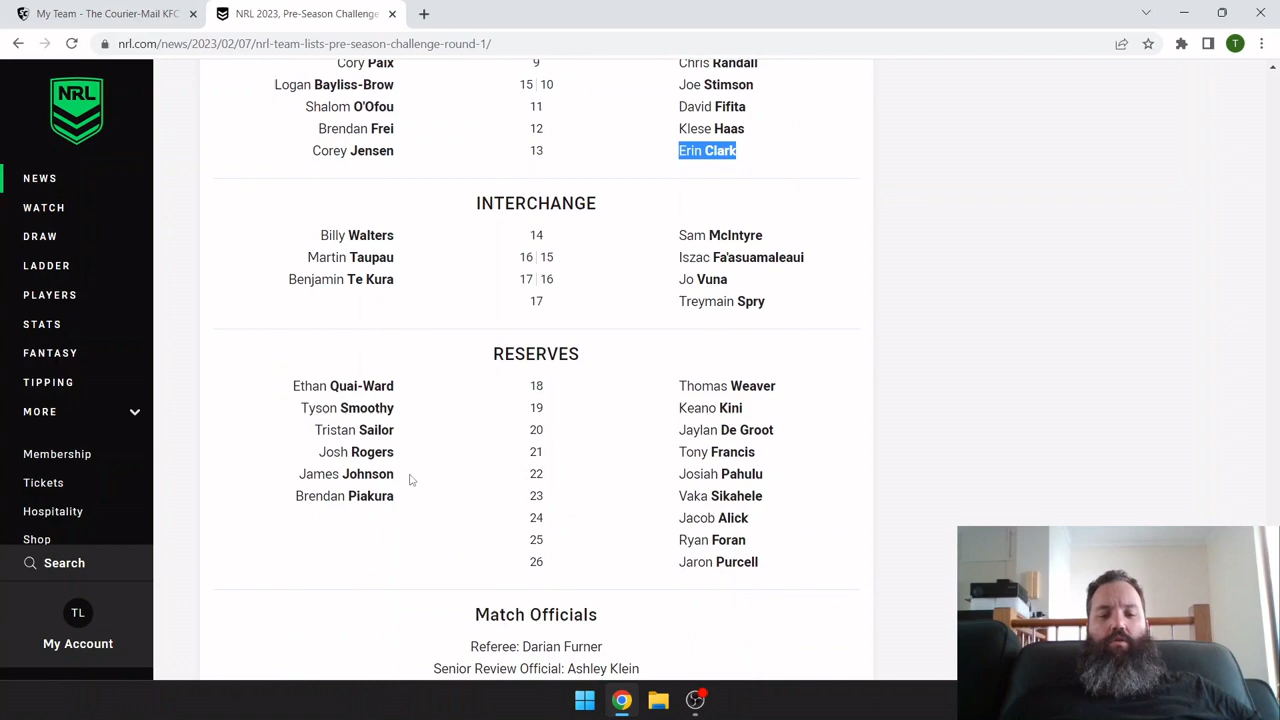 My Team - The Courier-Mail KFC
NRL 2023, Pre-Season Challenge
nrl.com/news/2023/02/07/nrl-team-lists-pre-season-challenge-round-1/
T
NRL
NEWS
WATCH
DRAW
LADDER
PLAYERS
STATS
FANTASY
TIPPING
MORE
Membership
Tickets
Hospitality
Shop
Search
TL
My Account
Cory Paix 9 Chris Randall
Logan Bayliss-Brow 15 10 Joe Stimson
Shalom O'Ofou 11 David Fifita
Brendan Frei 12 Klese Haas
Corey Jensen 13 Erin Clark
INTERCHANGE
Billy Walters 14 Sam McIntyre
Martin Taupau 16 15 Iszac Fa'asuamaleaui
Benjamin Te Kura 17 16 Jo Vuna
17 Treymain Spry
RESERVES
Ethan Quai-Ward 18 Thomas Weaver
Tyson Smoothy 19 Keano Kini
Tristan Sailor 20 Jaylan De Groot
Josh Rogers 21 Tony Francis
James Johnson 22 Josiah Pahulu
Brendan Piakura 23 Vaka Sikahele
24 Jacob Alick
25 Ryan Foran
26 Jaron Purcell
Match Officials
Referee: Darian Furner
Senior Review Official: Ashley Klein